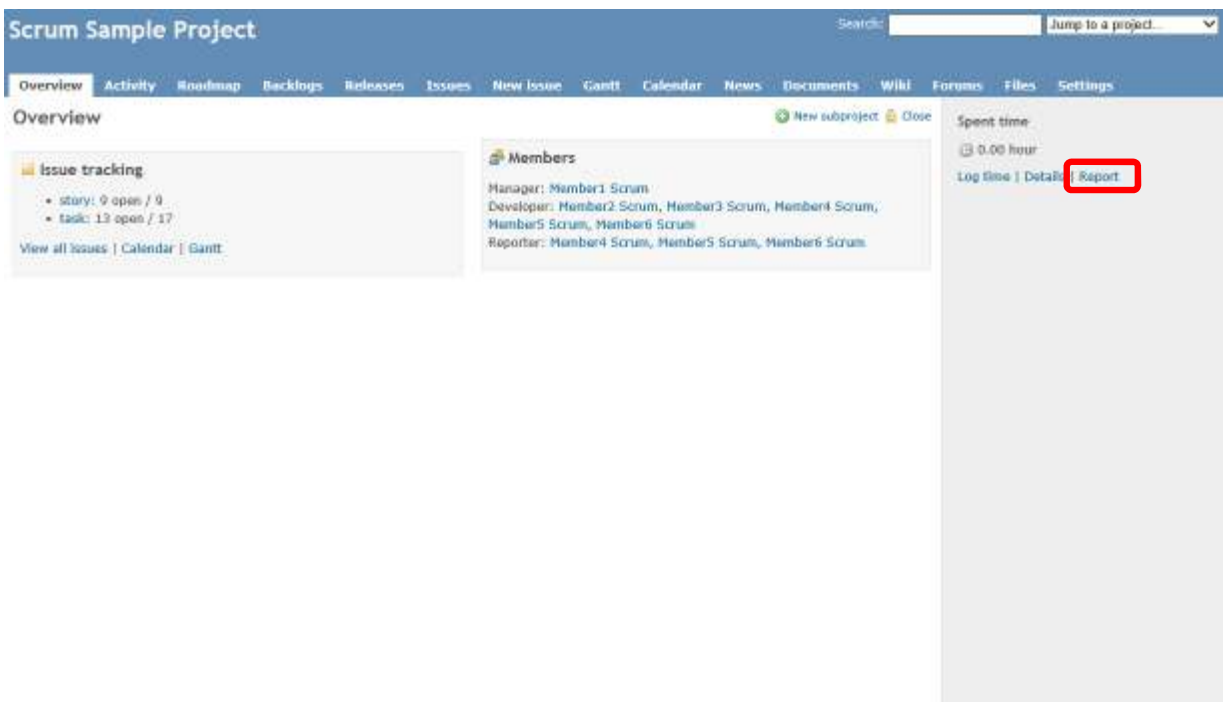 Scrum Sample Project
Search:
Jump to a project...
Overview Activity Roadmap Backlogs Releases Issues New issue Gantt Calendar News Documents Wiki Forums Files Settings
Overview
New subproject Close
Issue tracking
• story: 9 open / 9
• task: 13 open / 17
View all issues | Calendar | Gantt
Members
Manager: Member1 Scrum
Developer: Member2 Scrum, Member3 Scrum, Member4 Scrum,
Member5 Scrum, Member6 Scrum
Reporter: Member4 Scrum, Member5 Scrum, Member6 Scrum
Spent time
0.00 hour
Log time | Details | Report